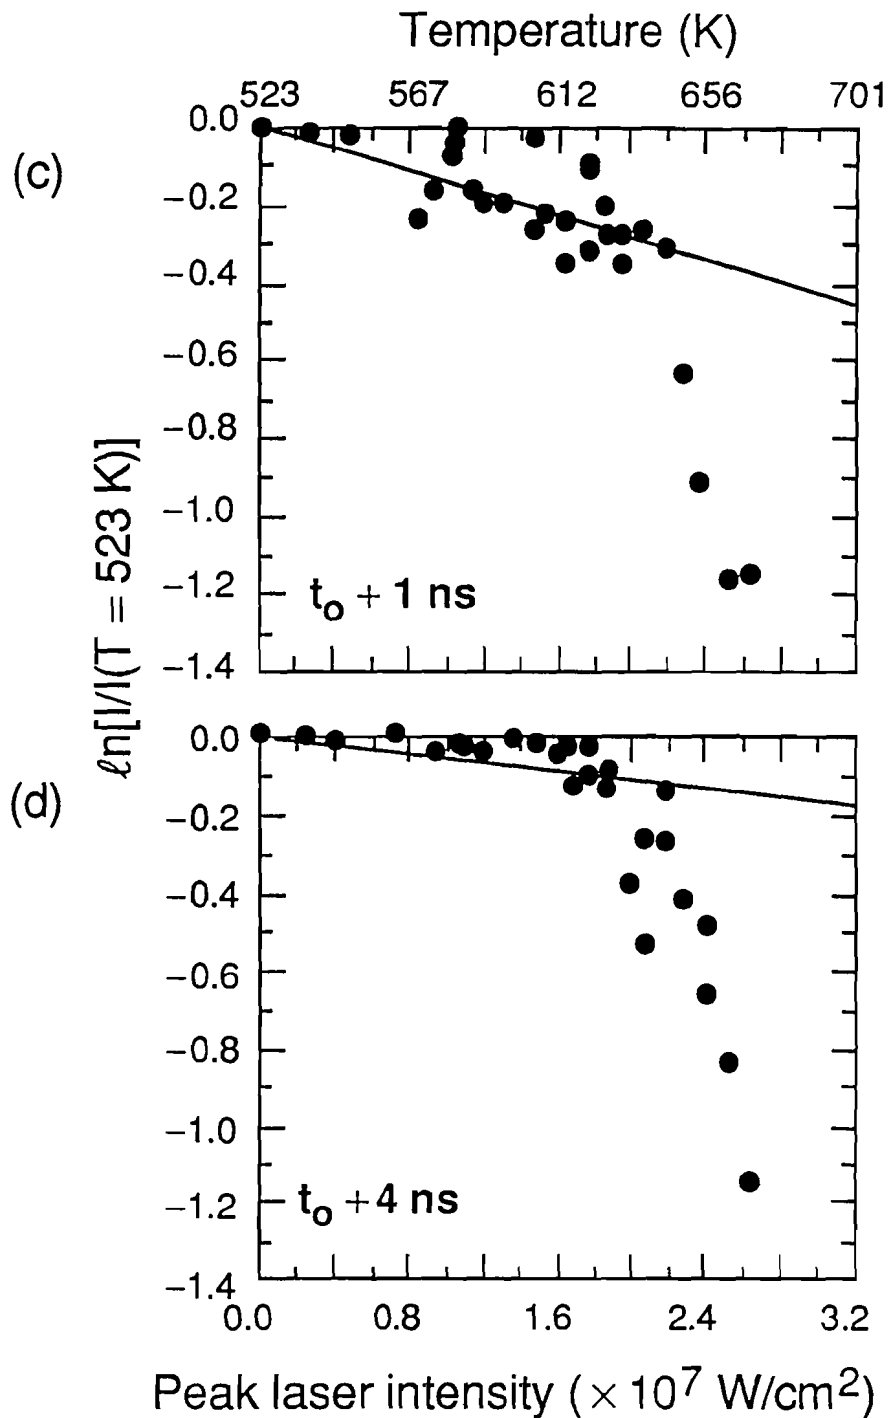 Temperature (K)
523 567 612 656 701
(c)
0.0
−0.2
−0.4
−0.6
−0.8
−1.0
−1.2
−1.4
t₀ + 1 ns
ℓn[I/I(T = 523 K)]
(d)
0.0
−0.2
−0.4
−0.6
−0.8
−1.0
−1.2
−1.4
t₀ + 4 ns
0.0 0.8 1.6 2.4 3.2
Peak laser intensity (× 10⁷ W/cm²)